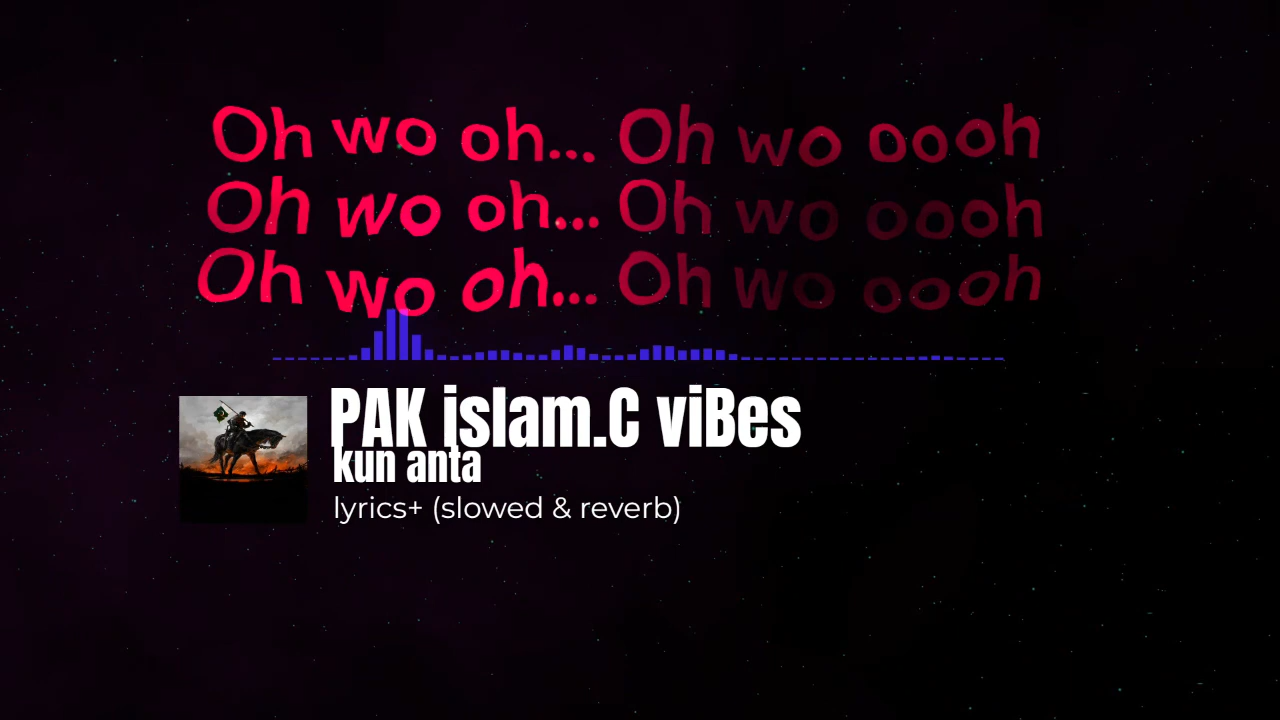 Oh wo oh... Oh wo oooh
Oh wo oh... Oh wo oooh
Oh wo oh... Oh wo oooh
PAK islam.C viBes
kun anta
lyrics+ (slowed & reverb)